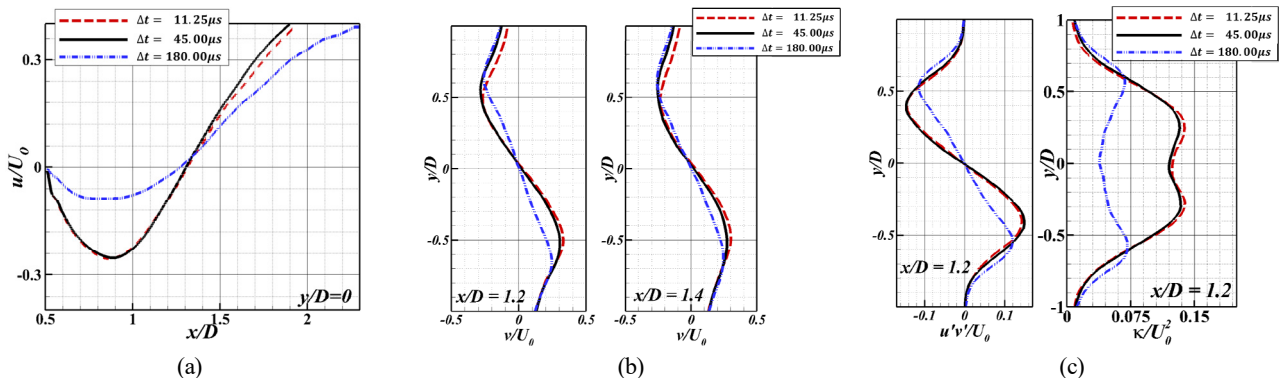 Δt = 11.25μs
Δt = 45.00μs
Δt = 180.00μs
0.3
0
-0.3
u/U₀
0.5
1
1.5
2
x/D
y/D=0
(a)
Δt = 11.25μs
Δt = 45.00μs
Δt = 180.00μs
y/D
0.5
0
-0.5
x/D = 1.2
-0.5
0
0.5
v/U₀
y/D
0.5
0
-0.5
x/D = 1.4
-0.5
0
0.5
v/U₀
(b)
Δt = 11.25μs
Δt = 45.00μs
Δt = 180.00μs
y/D
0.5
0
-0.5
x/D = 1.2
-0.1
0
0.1
u'v'/U₀
y/D
1
0.5
0
-0.5
-1
x/D = 1.2
0
0.075
0.15
κ/U₀²
(c)